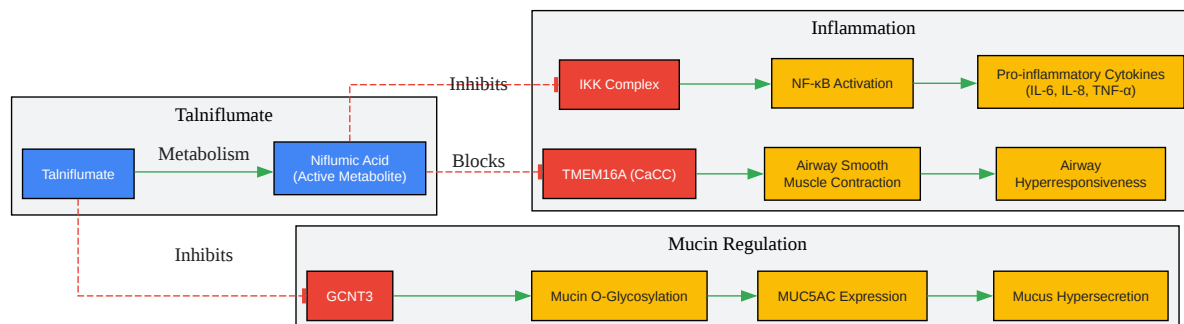 Inflammation
Inhibits
IKK Complex
NF-κB Activation
Pro-inflammatory Cytokines
(IL-6, IL-8, TNF-α)
Talniflumate
Metabolism
Talniflumate
Niflumic Acid
(Active Metabolite)
Blocks
TMEM16A (CaCC)
Airway Smooth
Muscle Contraction
Airway
Hyperresponsiveness
Inhibits
Mucin Regulation
GCNT3
Mucin O-Glycosylation
MUC5AC Expression
Mucus Hypersecretion